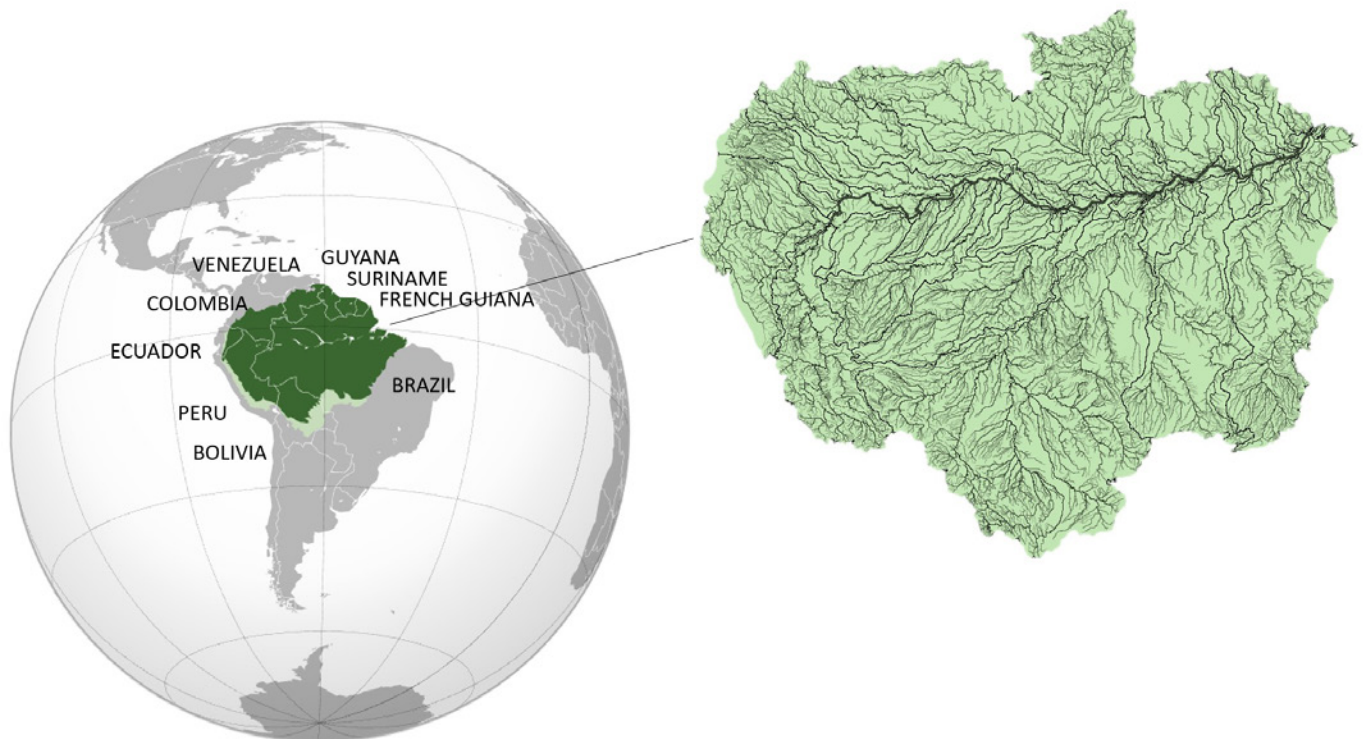 VENEZUELA
GUYANA
SURINAME
COLOMBIA
FRENCH GUIANA
ECUADOR
BRAZIL
PERU
BOLIVIA